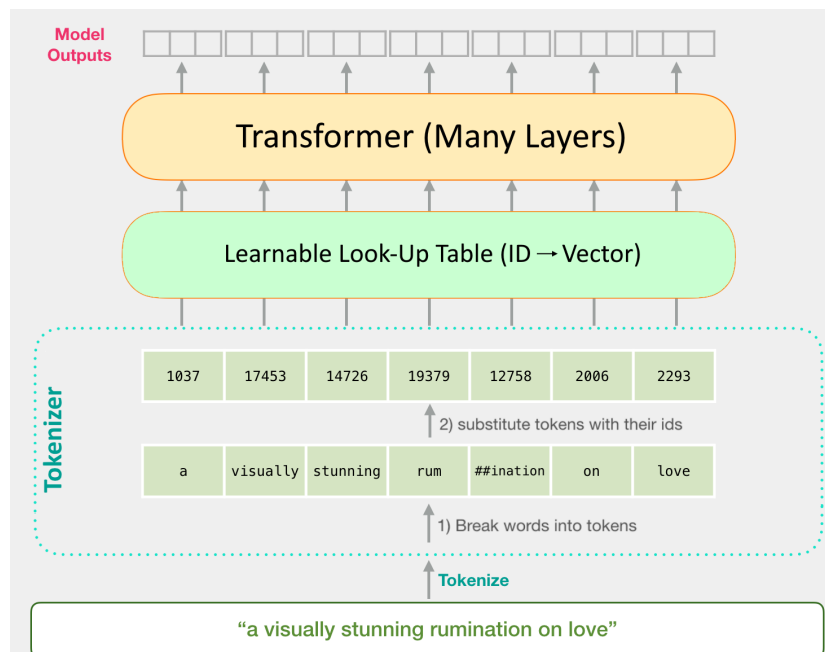 Model
Outputs
Transformer (Many Layers)
Learnable Look-Up Table (ID → Vector)
Tokenizer
1037 17453 14726 19379 12758 2006 2293
2) substitute tokens with their ids
a visually stunning rum ##ination on love
1) Break words into tokens
Tokenize
“a visually stunning rumination on love”